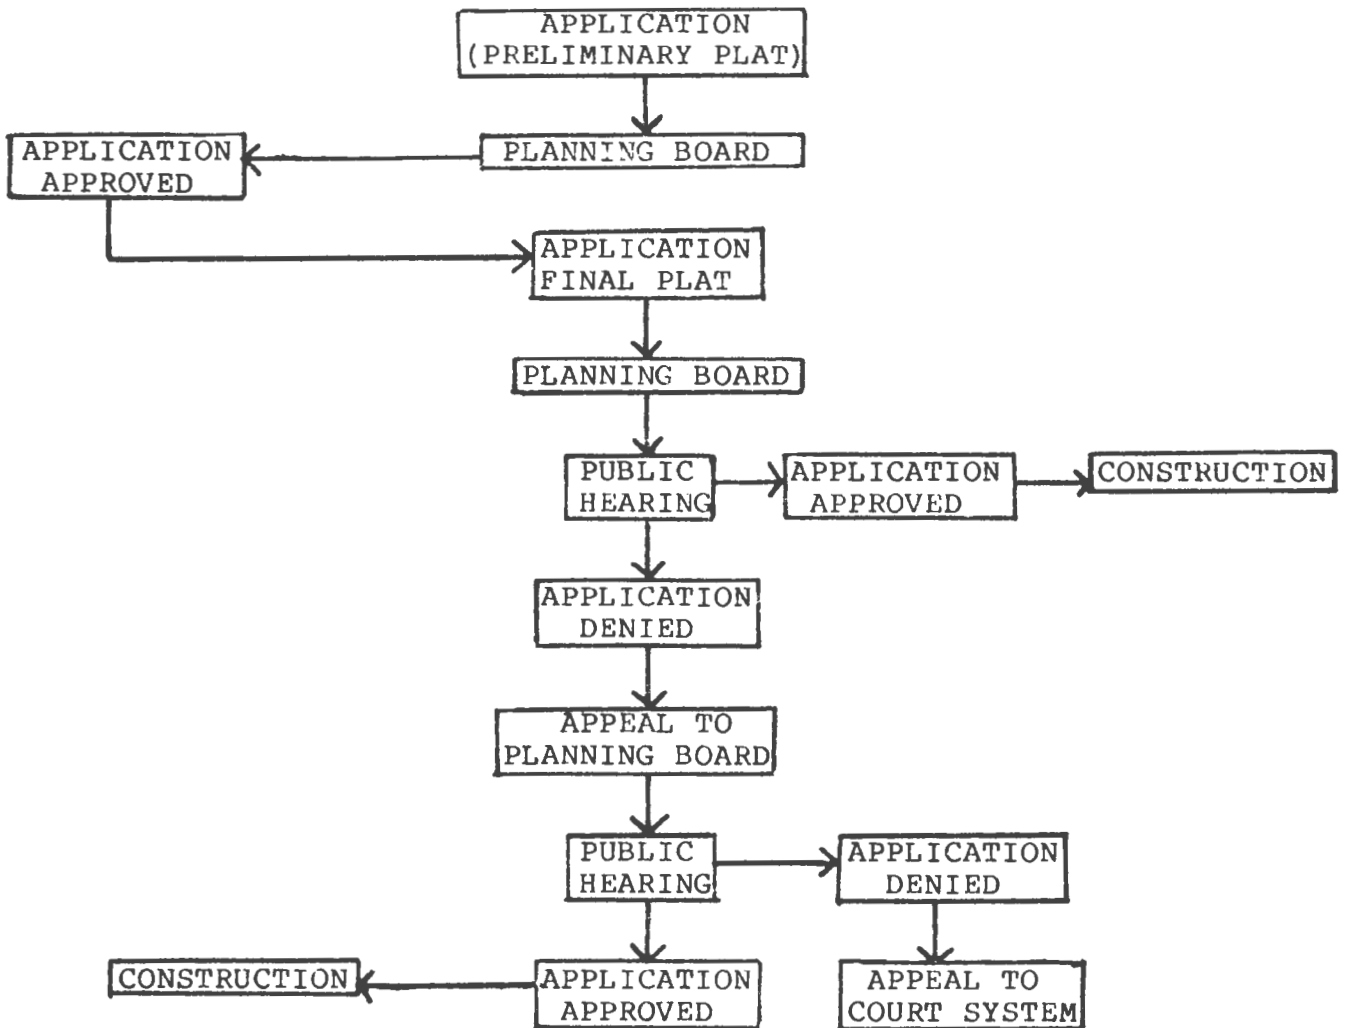 APPLICATION
(PRELIMINARY PLAT)
PLANNING BOARD
APPLICATION
APPROVED
APPLICATION
FINAL PLAT
PLANNING BOARD
PUBLIC
HEARING
APPLICATION
APPROVED
CONSTRUCTION
APPLICATION
DENIED
APPEAL TO
PLANNING BOARD
PUBLIC
HEARING
APPLICATION
DENIED
CONSTRUCTION
APPLICATION
APPROVED
APPEAL TO
COURT SYSTEM